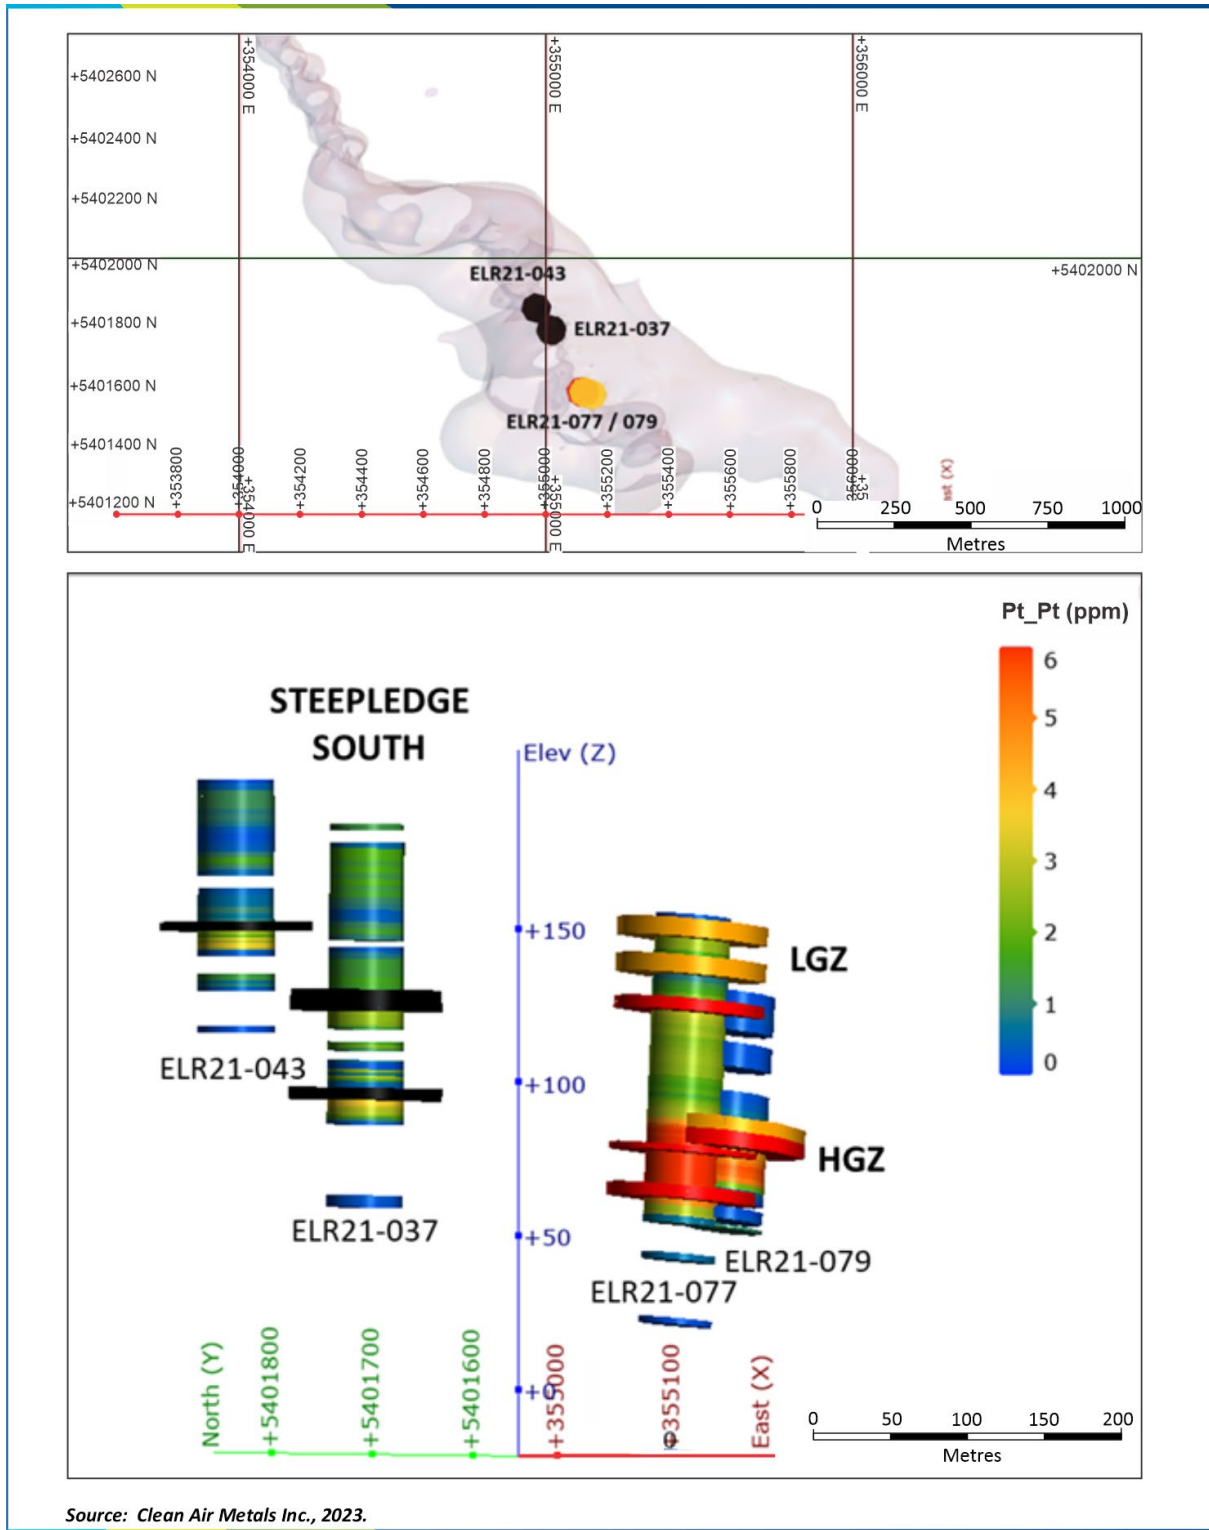 +354000 E
+355000 E
+356000 E
+5402600 N
+5402400 N
+5402200 N
+5402000 N
+5402000 N
ELR21-043
+5401800 N
ELR21-037
+5401600 N
ELR21-077 / 079
+5401400 N
+5401200 N
+353800
+354000
+354000 E
+354200
+354400
+354600
+354800
+355000
+355000 E
+355200
+355400
+355600
+355800
+35
ast (X)
0 250 500 750 1000
Metres
Pt_Pt (ppm)
6
5
4
3
2
1
0
STEEPLEDGE
SOUTH
Elev (Z)
+150
LGZ
ELR21-043
+100
HGZ
ELR21-037
+50
ELR21-079
ELR21-077
+0
North (Y)
+5401800
+5401700
+5401600
+355000
+355100
East (X)
0 50 100 150 200
Metres
Source: Clean Air Metals Inc., 2023.